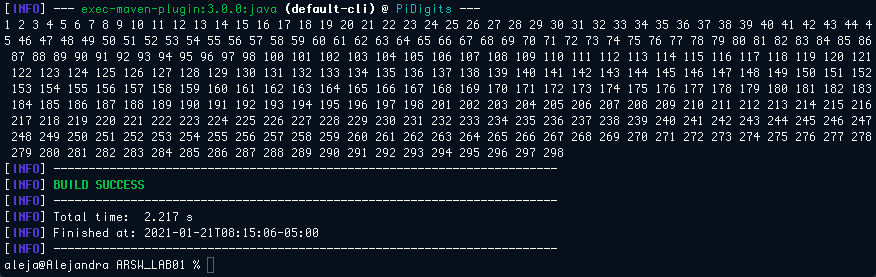 [INFO] --- exec-maven-plugin:3.0.0:java (default-cli) @ PiDigits ---
1 2 3 4 5 6 7 8 9 10 11 12 13 14 15 16 17 18 19 20 21 22 23 24 25 26 27 28 29 30 31 32 33 34 35 36 37 38 39 40 41 42 43 44 4
5 46 47 48 49 50 51 52 53 54 55 56 57 58 59 60 61 62 63 64 65 66 67 68 69 70 71 72 73 74 75 76 77 78 79 80 81 82 83 84 85 86
87 88 89 90 91 92 93 94 95 96 97 98 100 101 102 103 104 105 106 107 108 109 110 111 112 113 114 115 116 117 118 119 120 121
122 123 124 125 126 127 128 129 130 131 132 133 134 135 136 137 138 139 140 141 142 143 144 145 146 147 148 149 150 151 152
153 154 155 156 157 158 159 160 161 162 163 164 165 166 167 168 169 170 171 172 173 174 175 176 177 178 179 180 181 182 183
184 185 186 187 188 189 190 191 192 193 194 195 196 197 198 201 202 203 204 205 206 207 208 209 210 211 212 213 214 215 216
217 218 219 220 221 222 223 224 225 226 227 228 229 230 231 232 233 234 235 236 237 238 239 240 241 242 243 244 245 246 247
248 249 250 251 252 253 254 255 256 257 258 259 260 261 262 263 264 265 266 267 268 269 270 271 272 273 274 275 276 277 278
279 280 281 282 283 284 285 286 287 288 289 290 291 292 293 294 295 296 297 298
[INFO] ------------------------------------------------------------------------
[INFO] BUILD SUCCESS
[INFO] ------------------------------------------------------------------------
[INFO] Total time:  2.217 s
[INFO] Finished at: 2021-01-21T08:15:06-05:00
[INFO] ------------------------------------------------------------------------
aleja@Alejandra ARSW_LAB01 %